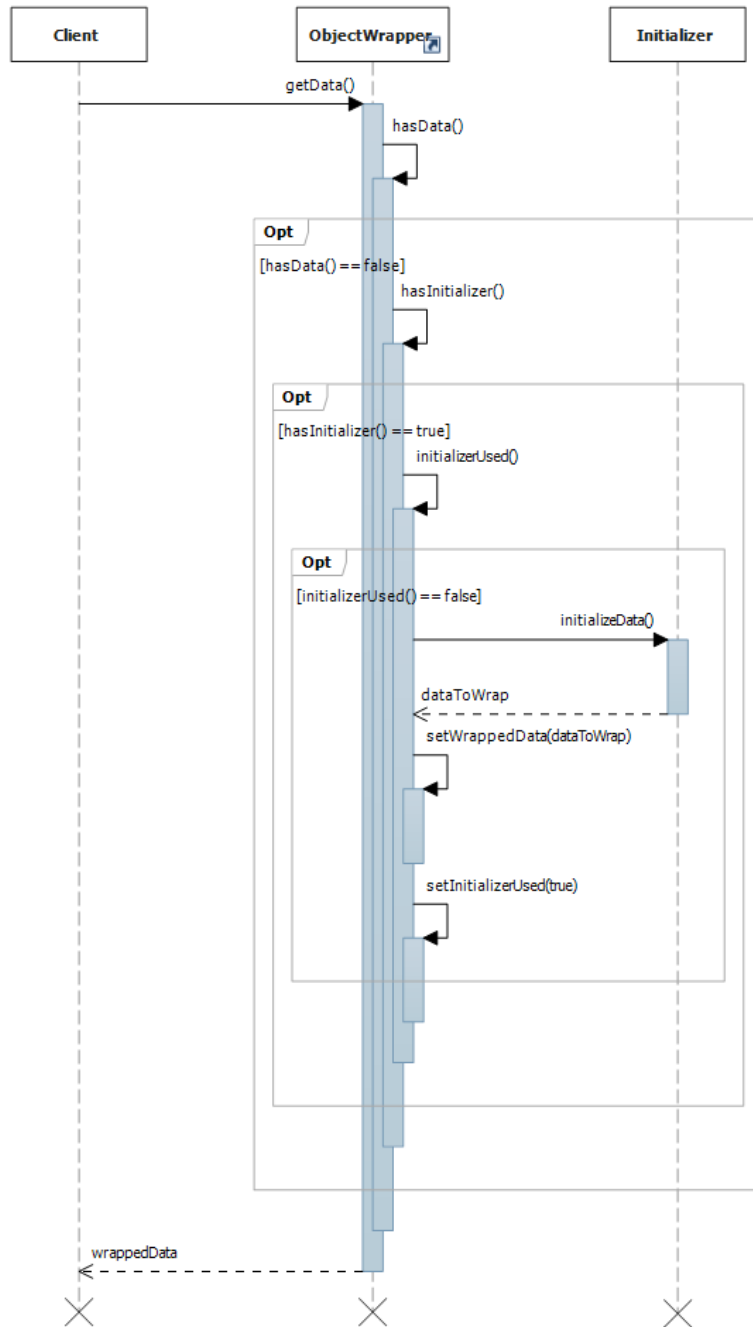 Client
ObjectWrapper
Initializer
getData()
hasData()
Opt
[hasData() == false]
hasInitializer()
Opt
[hasInitializer() == true]
initializerUsed()
Opt
[initializerUsed() == false]
initializeData()
dataToWrap
setWrappedData(dataToWrap)
setInitializerUsed(true)
wrappedData